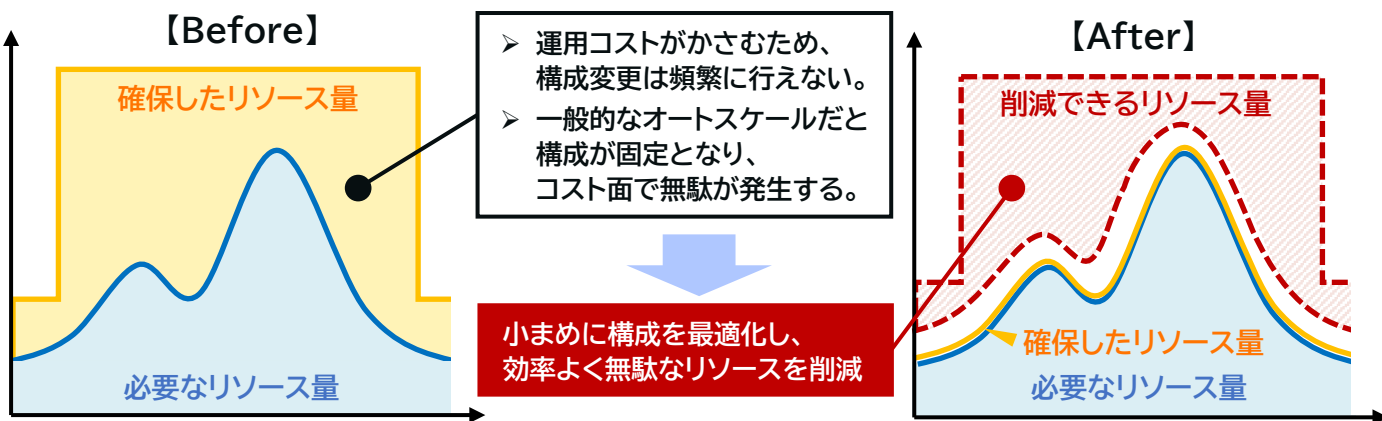 【Before】
確保したリソース量
必要なリソース量
➢ 運用コストがかさむため、
構成変更は頻繁に行えない。
➢ 一般的なオートスケールだと
構成が固定となり、
コスト面で無駄が発生する。
小まめに構成を最適化し、
効率よく無駄なリソースを削減
【After】
削減できるリソース量
確保したリソース量
必要なリソース量